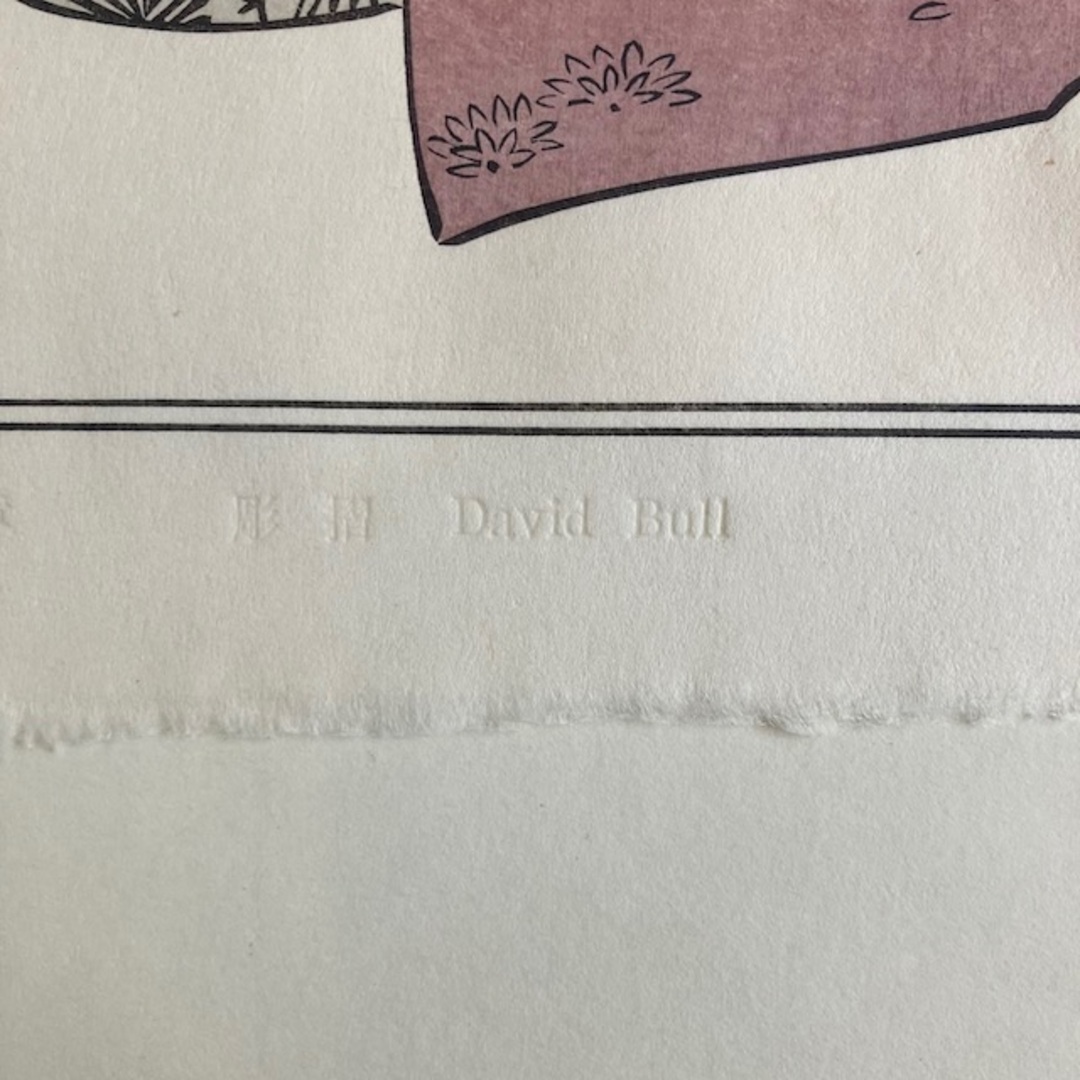 彫 摺 David Bull